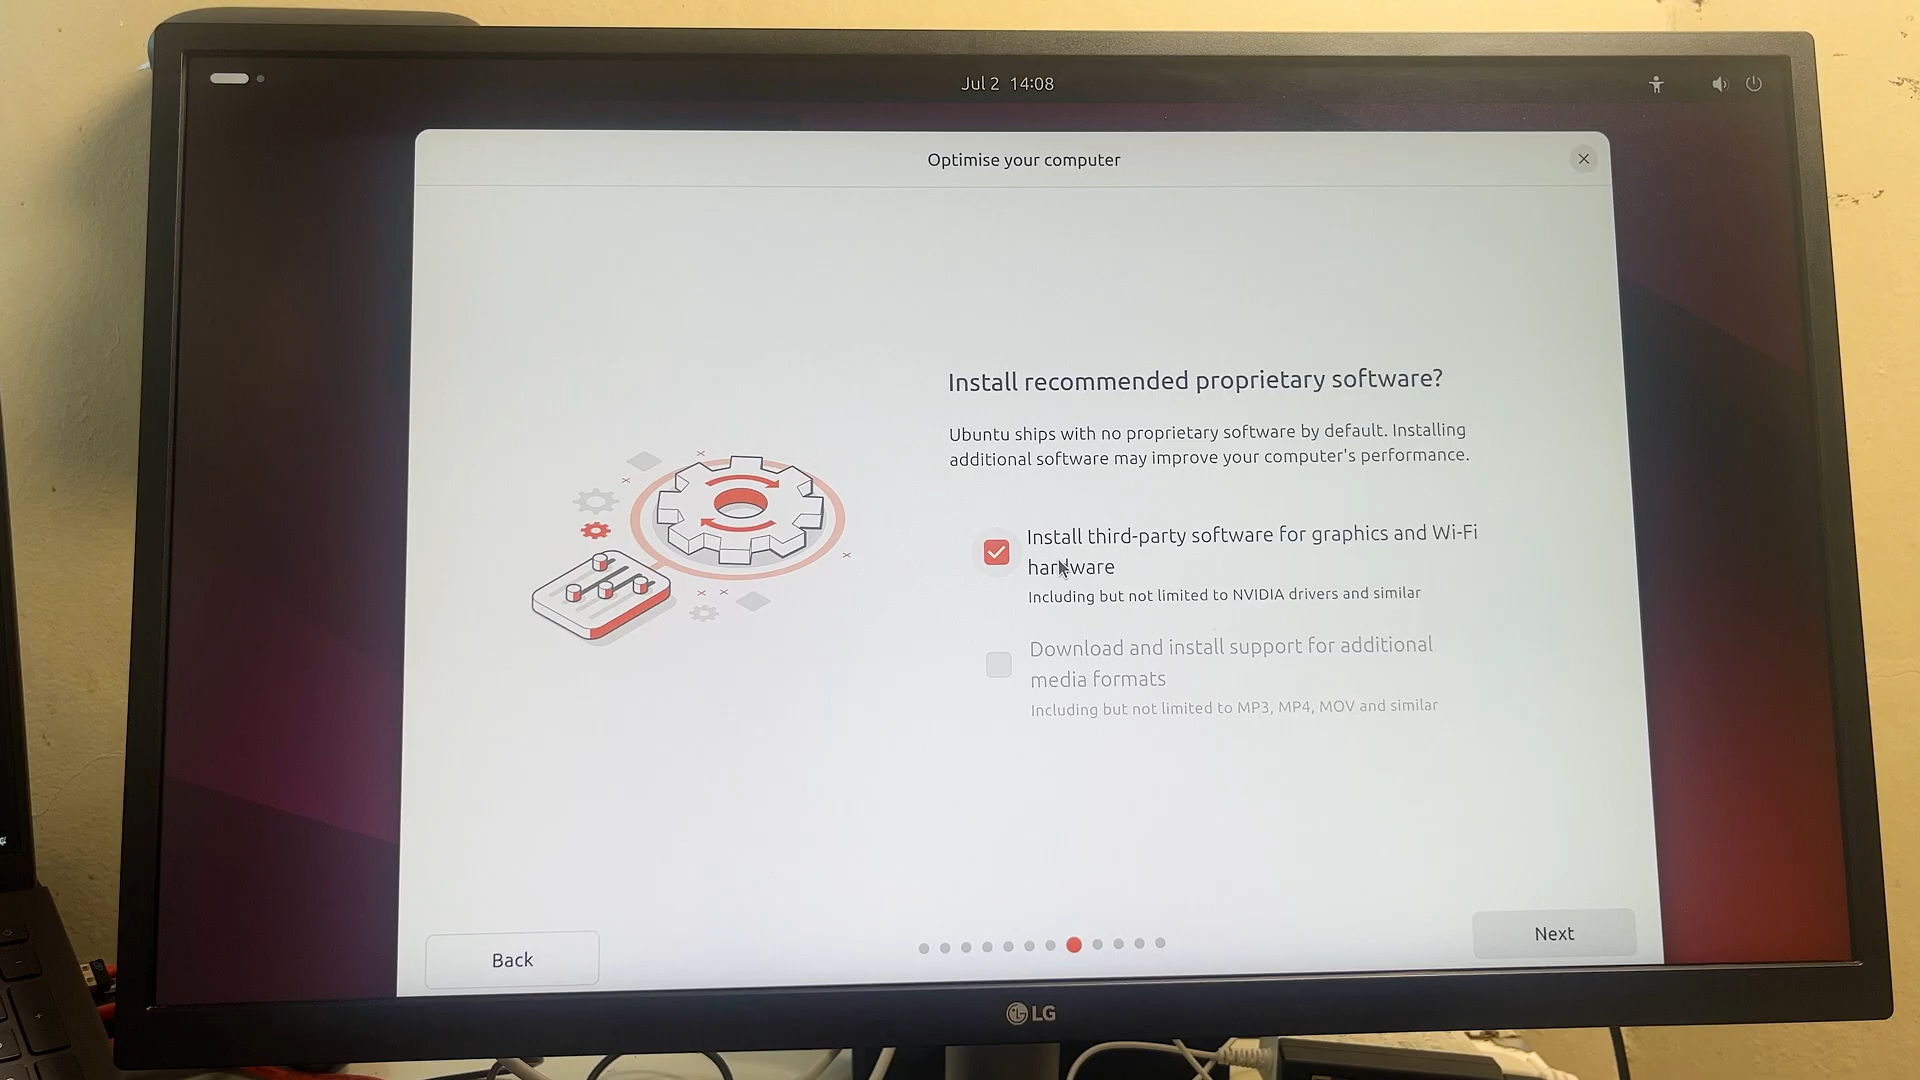 Jul 2 14:08
Optimise your computer
Install recommended proprietary software?
Ubuntu ships with no proprietary software by default. Installing
additional software may improve your computer's performance.
Install third-party software for graphics and Wi-Fi
hardware
Including but not limited to NVIDIA drivers and similar
Download and install support for additional
media formats
Including but not limited to MP3, MP4, MOV and similar
Back
Next
LG